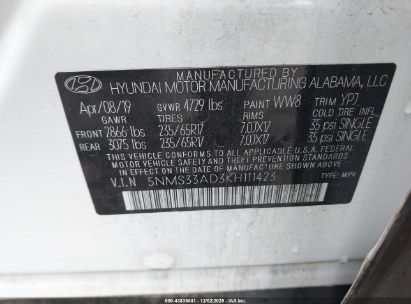 MANUFACTURED BY
HYUNDAI MOTOR MANUFACTURING ALABAMA, LLC
Apr/08/19 GVWR 4729 lbs PAINT WW8 TRIM YPJ
GAWR TIRES RIMS COLD TIRE INFL.
FRONT 2866 lbs 235/65R17 7.0JX17 35 psi SINGLE
REAR 3075 lbs 235/65R17 7.0JX17 35 psi SINGLE
THIS VEHICLE CONFORMS TO ALL APPLICABLE U.S.A. FEDERAL
MOTOR VEHICLE SAFETY AND THEFT PREVENTION STANDARDS
IN EFFECT ON THE DATE OF MANUFACTURE SHOWN ABOVE.
V.I.N 5NMS33AD3KH111423 TYPE: MPV